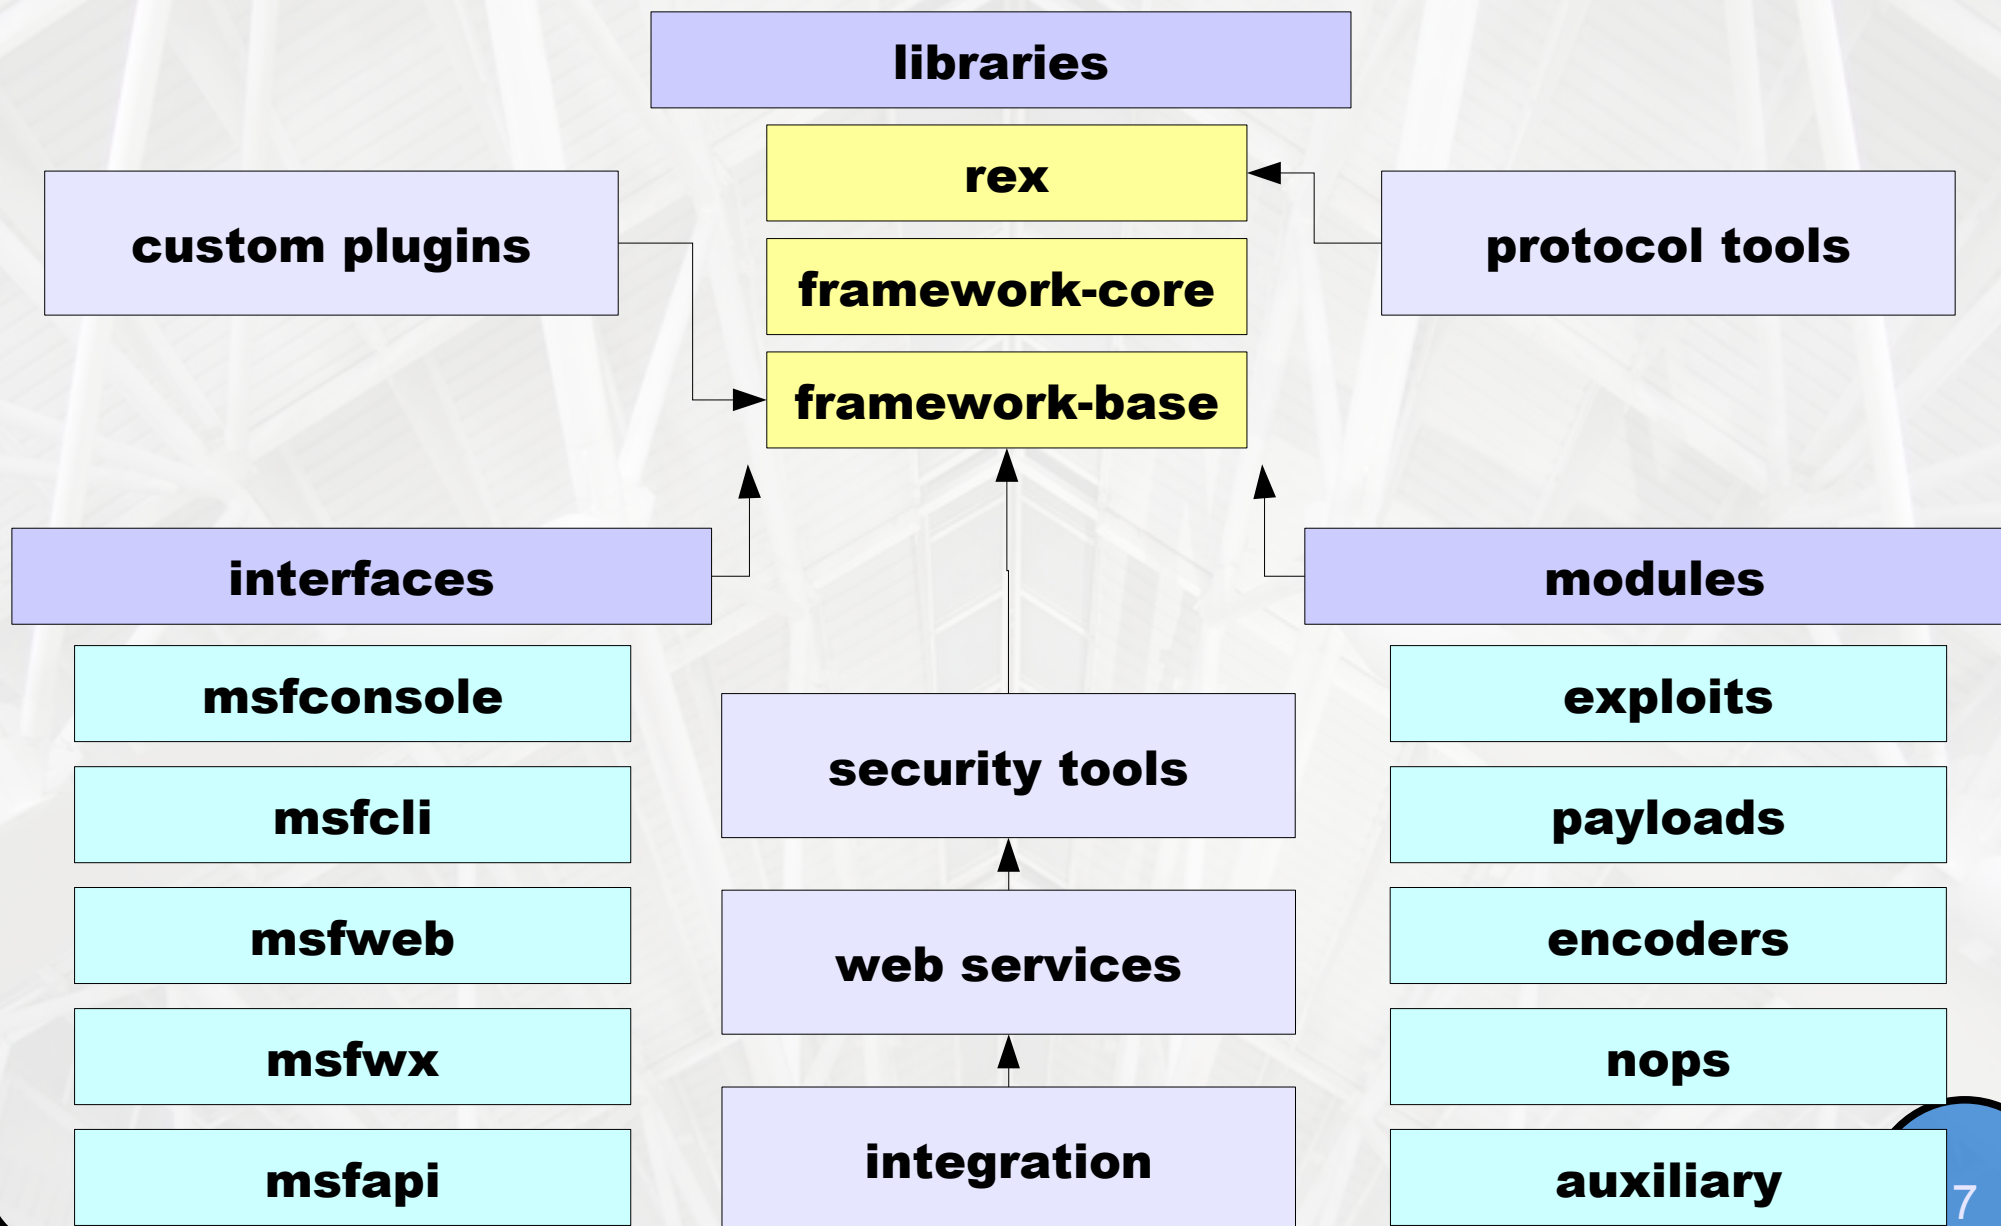 libraries
rex
custom plugins
protocol tools
framework-core
framework-base
interfaces
modules
msfconsole
exploits
security tools
msfcli
payloads
msfweb
encoders
web services
msfwx
nops
integration
msfapi
auxiliary
7